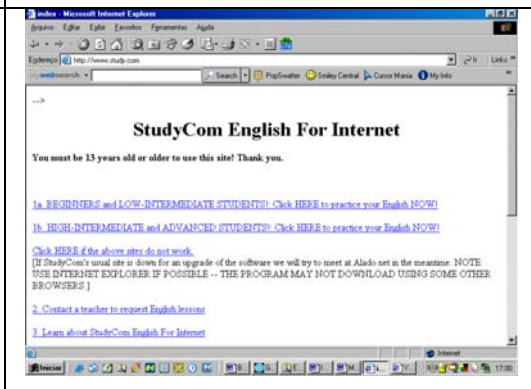 index - Microsoft Internet Explorer
Arquivo Editar Exibir Favoritos Ferramentas Ajuda
Endereço http://www.study.com Ir Links »
mywebsearch Search PopSwatter Smiley Central Cursor Mania My Info »
-->
StudyCom English For Internet
You must be 13 years old or older to use this site! Thank you.
1a. BEGINNERS and LOW-INTERMEDIATE STUDENTS!: Click HERE to practice your English NOW!
1b. HIGH-INTERMEDIATE and ADVANCED STUDENTS!: Click HERE to practice your English NOW!
Click HERE if the above sites do not work.
[If StudyCom's usual site is down for an upgrade of the software we will try to meet at Alado.net in the meantime. NOTE:
USE INTERNET EXPLORER IF POSSIBLE -- THE PROGRAM MAY NOT DOWNLOAD USING SOME OTHER
BROWSERS.]
2. Contact a teacher to request English lessons
3. Learn about StudyCom English For Internet
Internet
Iniciar 17:00